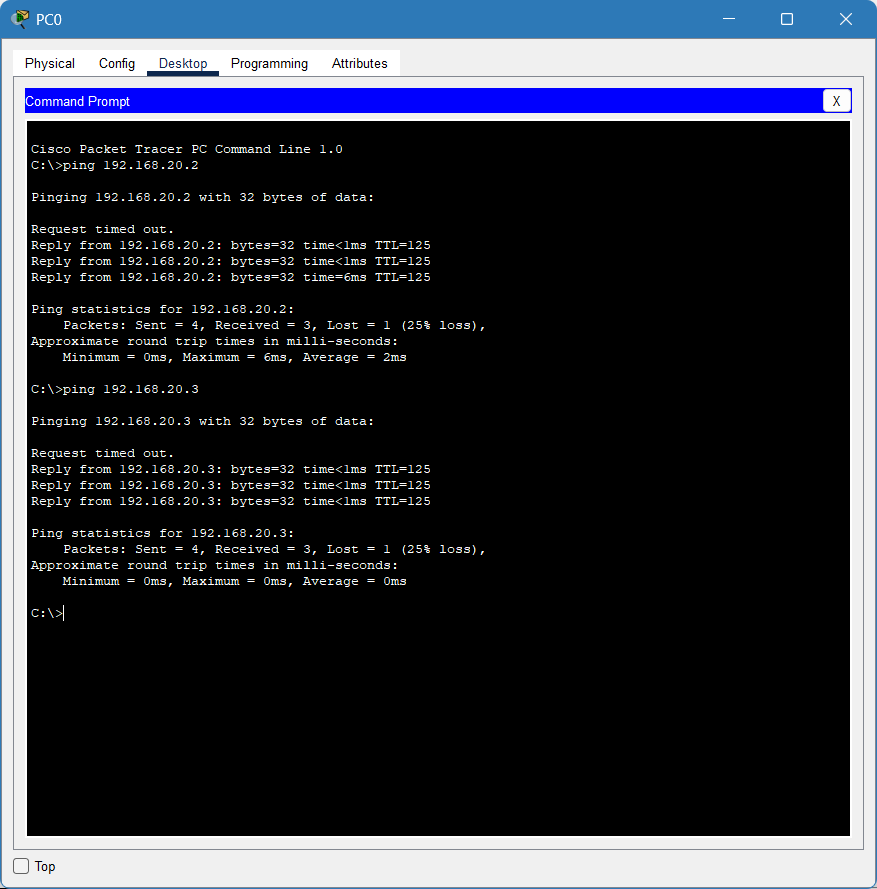 PC0
Physical Config Desktop Programming Attributes
Command Prompt X
Cisco Packet Tracer PC Command Line 1.0
C:\>ping 192.168.20.2
Pinging 192.168.20.2 with 32 bytes of data:
Request timed out.
Reply from 192.168.20.2: bytes=32 time<1ms TTL=125
Reply from 192.168.20.2: bytes=32 time<1ms TTL=125
Reply from 192.168.20.2: bytes=32 time=6ms TTL=125
Ping statistics for 192.168.20.2:
    Packets: Sent = 4, Received = 3, Lost = 1 (25% loss),
Approximate round trip times in milli-seconds:
    Minimum = 0ms, Maximum = 6ms, Average = 2ms
C:\>ping 192.168.20.3
Pinging 192.168.20.3 with 32 bytes of data:
Request timed out.
Reply from 192.168.20.3: bytes=32 time<1ms TTL=125
Reply from 192.168.20.3: bytes=32 time<1ms TTL=125
Reply from 192.168.20.3: bytes=32 time<1ms TTL=125
Ping statistics for 192.168.20.3:
    Packets: Sent = 4, Received = 3, Lost = 1 (25% loss),
Approximate round trip times in milli-seconds:
    Minimum = 0ms, Maximum = 0ms, Average = 0ms
C:\>
Top